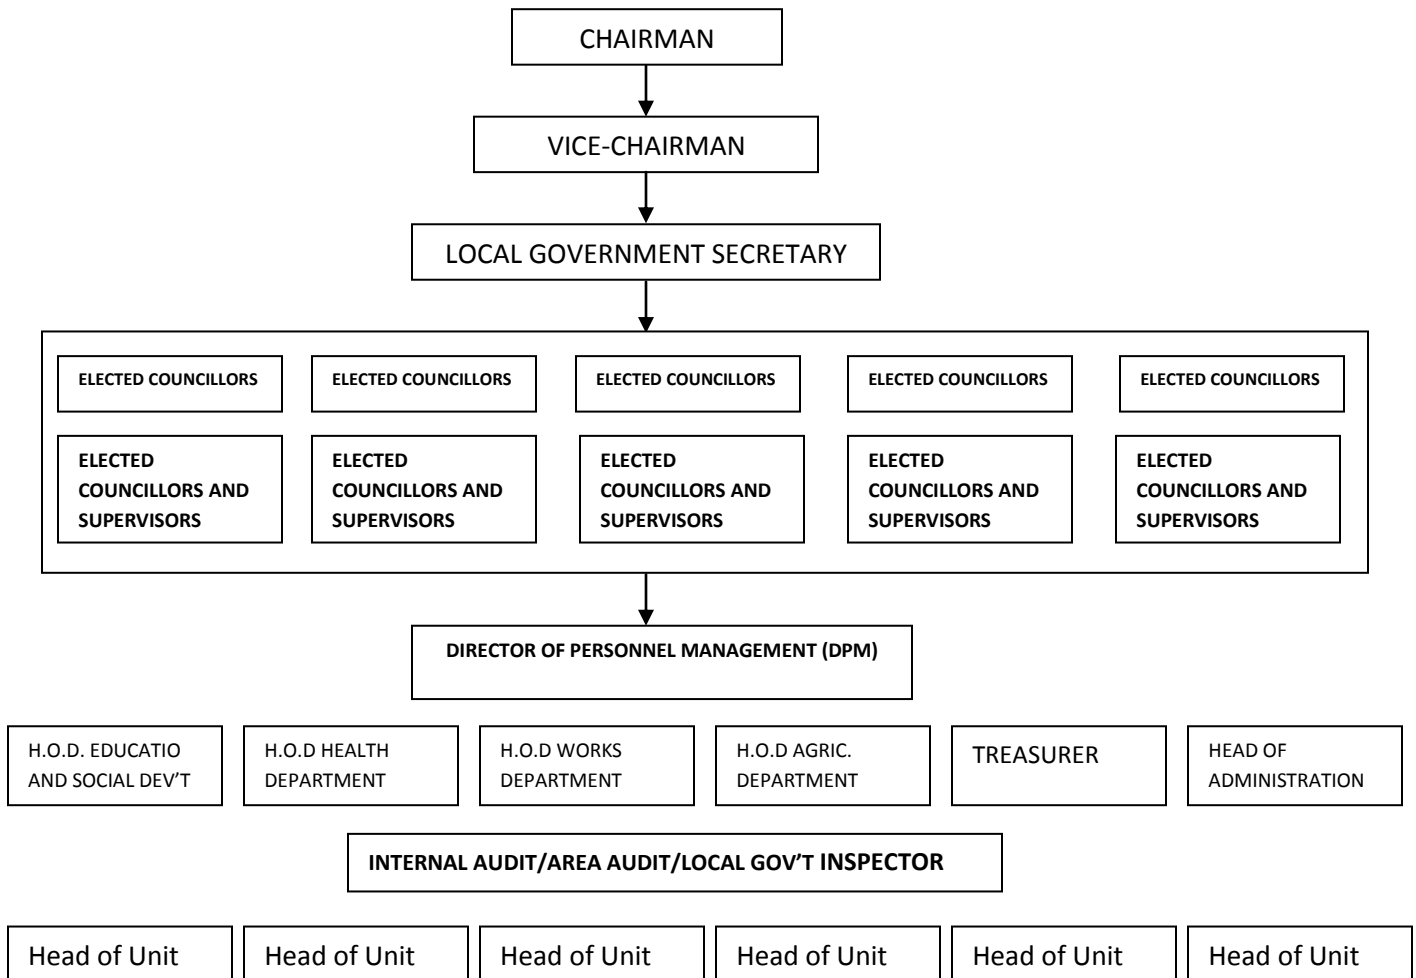 CHAIRMAN
VICE-CHAIRMAN
LOCAL GOVERNMENT SECRETARY
ELECTED COUNCILLORS
ELECTED COUNCILLORS
ELECTED COUNCILLORS
ELECTED COUNCILLORS
ELECTED COUNCILLORS
ELECTED
COUNCILLORS AND
SUPERVISORS
ELECTED
COUNCILLORS AND
SUPERVISORS
ELECTED
COUNCILLORS AND
SUPERVISORS
ELECTED
COUNCILLORS AND
SUPERVISORS
ELECTED
COUNCILLORS AND
SUPERVISORS
DIRECTOR OF PERSONNEL MANAGEMENT (DPM)
H.O.D. EDUCATIO
AND SOCIAL DEV'T
H.O.D HEALTH
DEPARTMENT
H.O.D WORKS
DEPARTMENT
H.O.D AGRIC.
DEPARTMENT
TREASURER
HEAD OF
ADMINISTRATION
INTERNAL AUDIT/AREA AUDIT/LOCAL GOV'T INSPECTOR
Head of Unit
Head of Unit
Head of Unit
Head of Unit
Head of Unit
Head of Unit